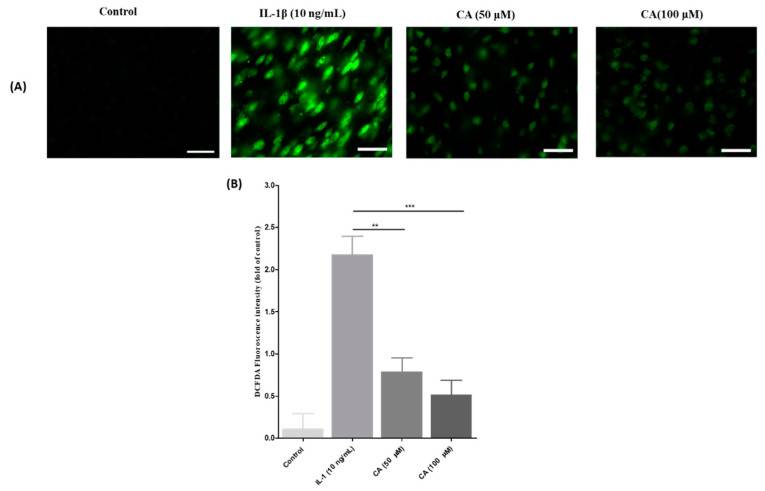 Control
IL-1β (10 ng/mL)
CA (50 µM)
CA(100 µM)
(A)
(B)
DCFDA Fluoroscence intensity (fold of control)
3.0
2.5
2.0
1.5
1.0
0.5
0.0
***
**
Control
IL-1 (10 ng/mL)
CA (50 µM)
CA (100 µM)